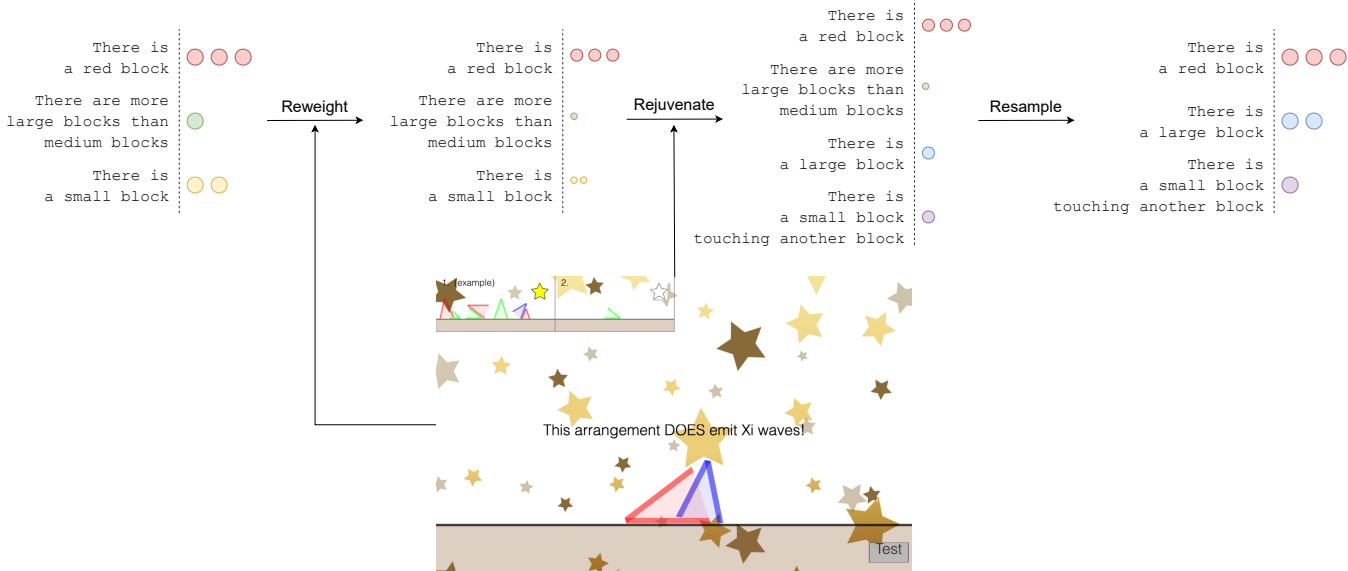 There is
a red block
There are more
large blocks than
medium blocks
There is
a small block
Reweight
There is
a red block
There are more
large blocks than
medium blocks
There is
a small block
Rejuvenate
There is
a red block
There are more
large blocks than
medium blocks
There is
a large block
There is
a small block
touching another block
Resample
There is
a red block
There is
a large block
There is
a small block
touching another block
1. (example)
2.
This arrangement DOES emit Xi waves!
Test